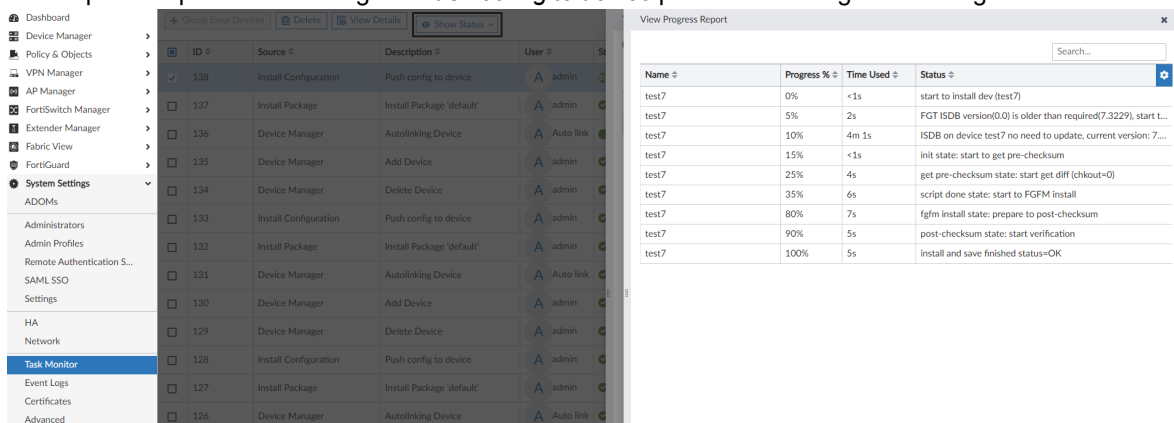 Dashboard
Device Manager
Policy & Objects
VPN Manager
AP Manager
FortiSwitch Manager
Extender Manager
Fabric View
FortiGuard
System Settings
ADOMs
Administrators
Admin Profiles
Remote Authentication S...
SAML SSO
Settings
HA
Network
Task Monitor
Event Logs
Certificates
Advanced
+ Group Error Devices Delete View Details Show Status
ID Source Description User
138 Install Configuration Push config to device A admin
137 Install Package Install Package 'default' A admin
136 Device Manager Autolinking Device A Auto link
135 Device Manager Add Device A admin
134 Device Manager Delete Device A admin
133 Install Configuration Push config to device A admin
132 Install Package Install Package 'default' A admin
131 Device Manager Autolinking Device A Auto link
130 Device Manager Add Device A admin
129 Device Manager Delete Device A admin
128 Install Configuration Push config to device A admin
127 Install Package Install Package 'default' A admin
126 Device Manager Autolinking Device A Auto link
View Progress Report
Search...
Name Progress % Time Used Status
test7 0% <1s start to install dev (test7)
test7 5% 2s FGT ISDB version(0.0) is older than required(7.3229), start t...
test7 10% 4m 1s ISDB on device test7 no need to update, current version: 7....
test7 15% <1s init state: start to get pre-checksum
test7 25% 4s get pre-checksum state: start get diff (chkout=0)
test7 35% 6s script done state: start to FGFM install
test7 80% 7s fgfm install state: prepare to post-checksum
test7 90% 5s post-checksum state: start verification
test7 100% 5s install and save finished status=OK